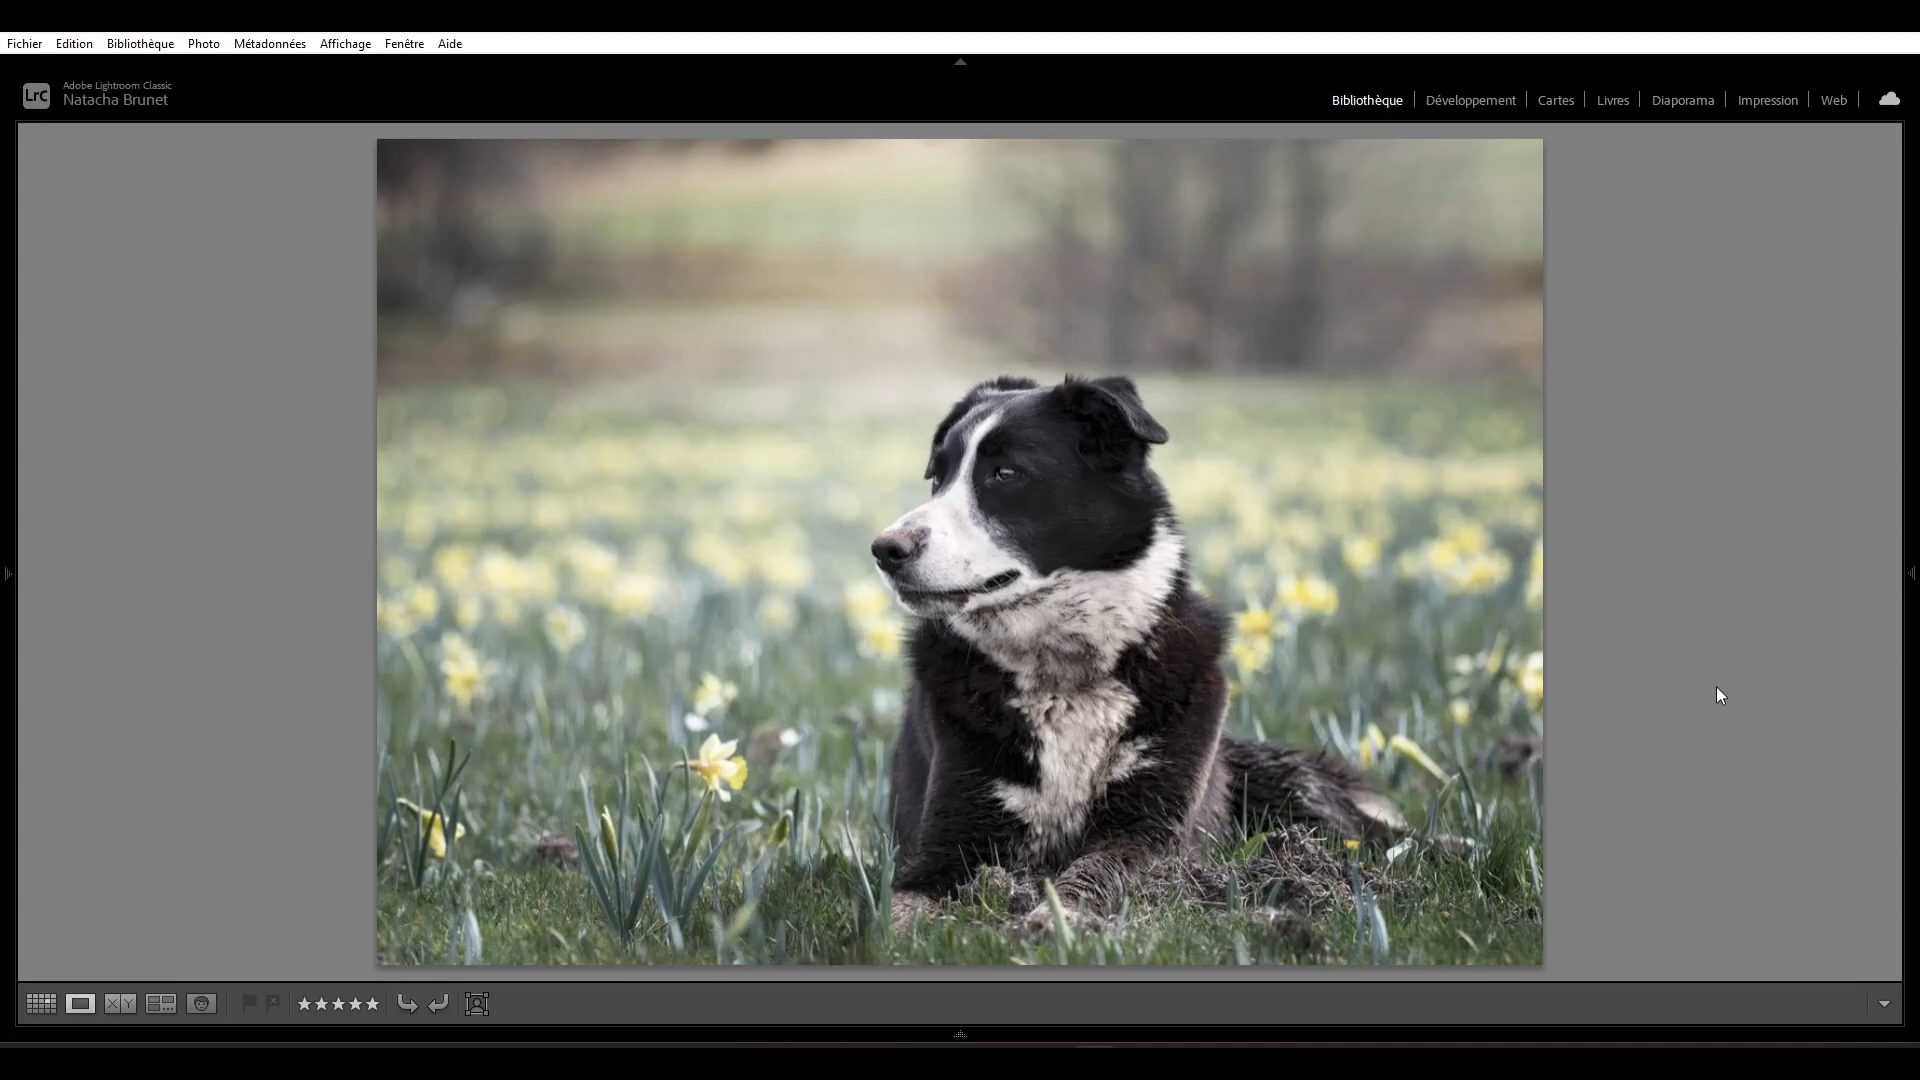 Fichier Edition Bibliothèque Photo Métadonnées Affichage Fenêtre Aide
LrC
Adobe Lightroom Classic
Natacha Brunet
Bibliothèque Développement Cartes Livres Diaporama Impression Web
XY